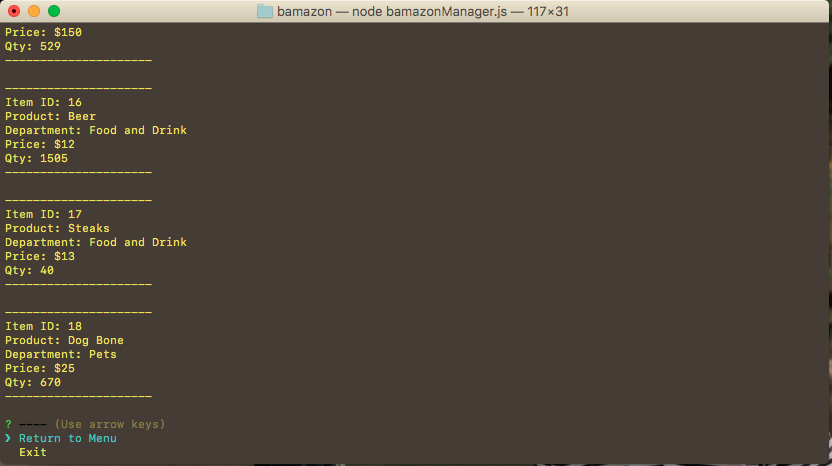 bamazon — node bamazonManager.js — 117×31
Price: $150
Qty: 529
---------------------
---------------------
Item ID: 16
Product: Beer
Department: Food and Drink
Price: $12
Qty: 1505
---------------------
---------------------
Item ID: 17
Product: Steaks
Department: Food and Drink
Price: $13
Qty: 40
---------------------
---------------------
Item ID: 18
Product: Dog Bone
Department: Pets
Price: $25
Qty: 670
---------------------
? ---- (Use arrow keys)
❯ Return to Menu
Exit